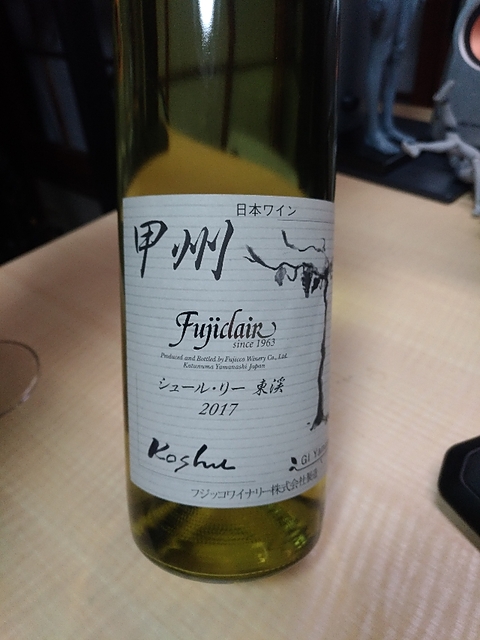 日本ワイン
甲州
Fujiclair
since 1963
Produced and Bottled by Fujicco Winery Co., Ltd.
Katsunuma Yamanashi Japan
シュール・リー 東渓
2017
Koshu
GI
フジッコワイナリー株式会社製造